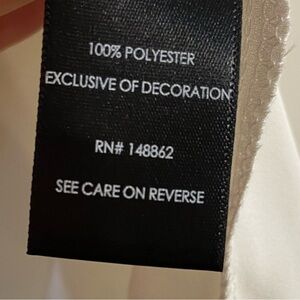 100% POLYESTER
EXCLUSIVE OF DECORATION
RN# 148862
SEE CARE ON REVERSE